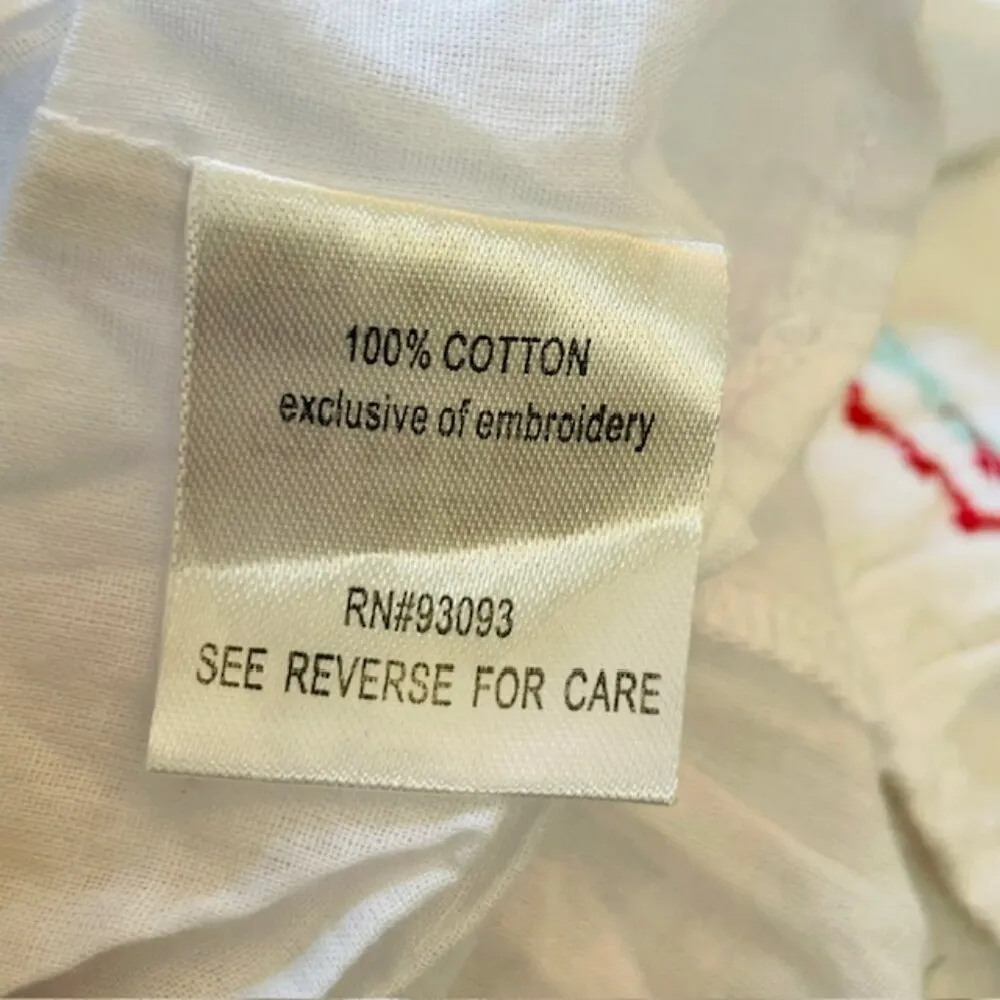 100% COTTON
exclusive of embroidery
RN#93093
SEE REVERSE FOR CARE